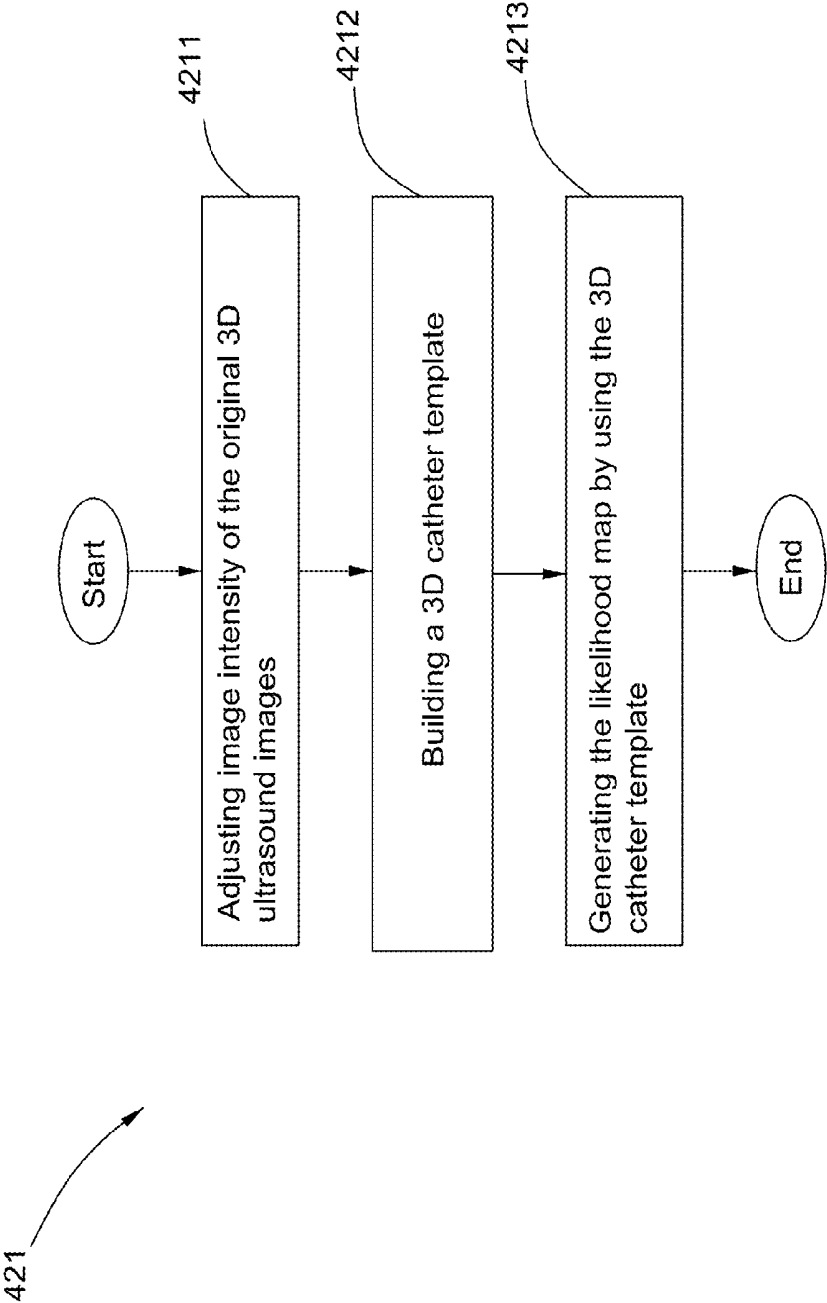 421
Start
4211
Adjusting image intensity of the original 3D
ultrasound images
4212
Building a 3D catheter template
4213
Generating the likelihood map by using the 3D
catheter template
End